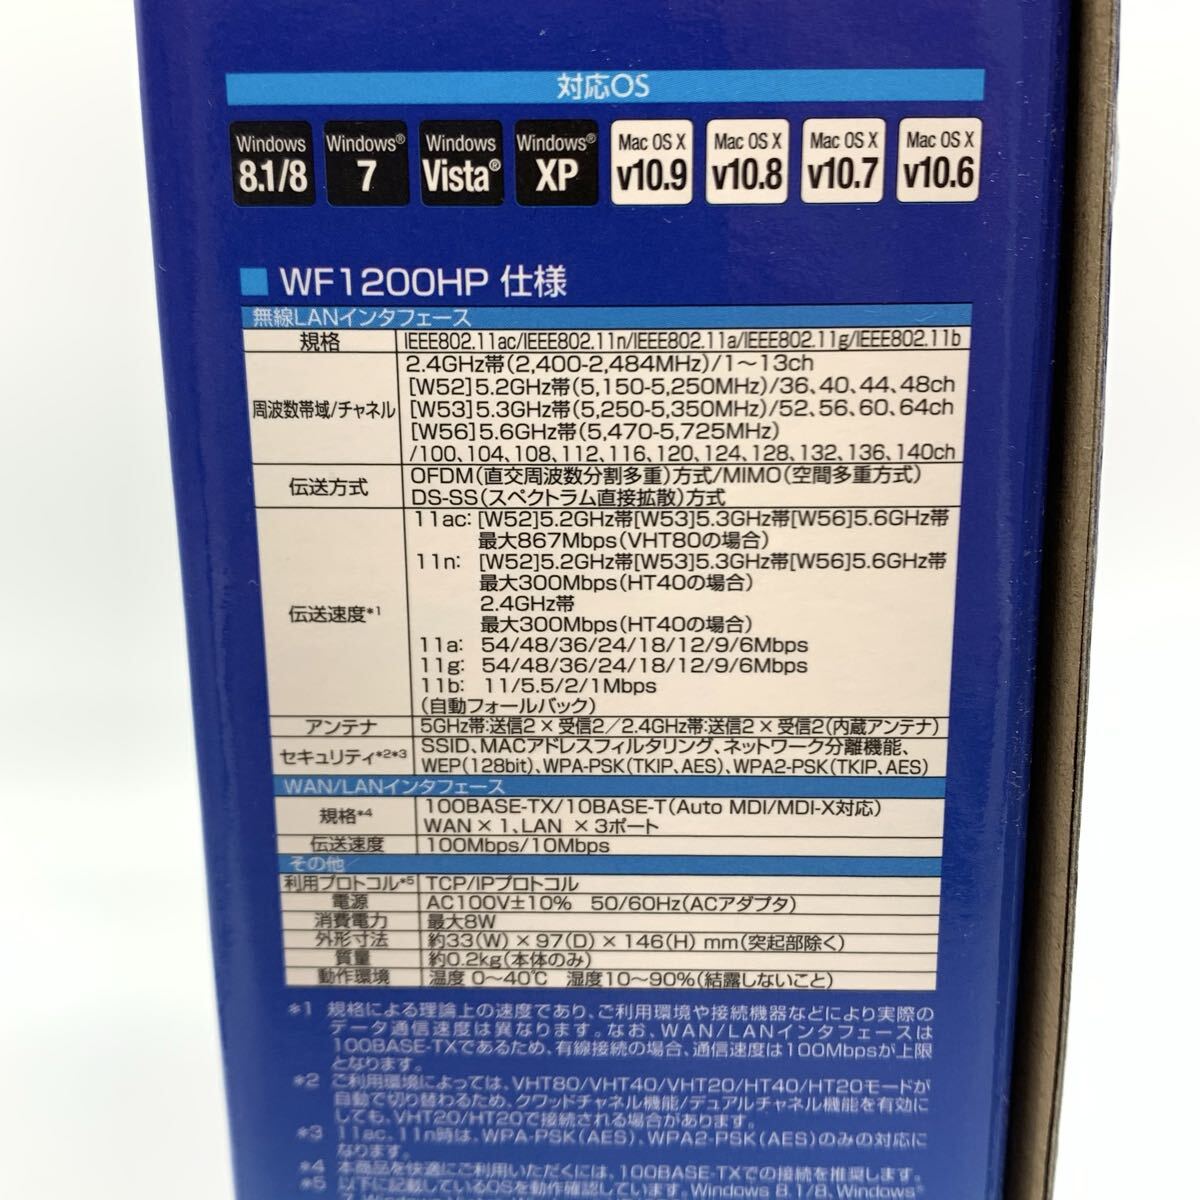 対応OS
Windows 8.1/8
Windows® 7
Windows Vista®
Windows® XP
Mac OS X v10.9
Mac OS X v10.8
Mac OS X v10.7
Mac OS X v10.6
■ WF1200HP 仕様
無線LANインタフェース
規格 IEEE802.11ac/IEEE802.11n/IEEE802.11a/IEEE802.11g/IEEE802.11b
周波数帯域/チャネル 2.4GHz帯(2,400-2,484MHz)/1〜13ch
[W52]5.2GHz帯(5,150-5,250MHz)/36、40、44、48ch
[W53]5.3GHz帯(5,250-5,350MHz)/52、56、60、64ch
[W56]5.6GHz帯(5,470-5,725MHz)
/100、104、108、112、116、120、124、128、132、136、140ch
伝送方式 OFDM(直交周波数分割多重)方式/MIMO(空間多重方式)
DS-SS(スペクトラム直接拡散)方式
伝送速度*1 11ac: [W52]5.2GHz帯[W53]5.3GHz帯[W56]5.6GHz帯
最大867Mbps(VHT80の場合)
11n: [W52]5.2GHz帯[W53]5.3GHz帯[W56]5.6GHz帯
最大300Mbps(HT40の場合)
2.4GHz帯
最大300Mbps(HT40の場合)
11a: 54/48/36/24/18/12/9/6Mbps
11g: 54/48/36/24/18/12/9/6Mbps
11b: 11/5.5/2/1Mbps
(自動フォールバック)
アンテナ 5GHz帯:送信2×受信2/2.4GHz帯:送信2×受信2(内蔵アンテナ)
セキュリティ*2*3 SSID、MACアドレスフィルタリング、ネットワーク分離機能、
WEP(128bit)、WPA-PSK(TKIP、AES)、WPA2-PSK(TKIP、AES)
WAN/LANインタフェース
規格*4 100BASE-TX/10BASE-T(Auto MDI/MDI-X対応)
WAN×1、LAN ×3ポート
伝送速度 100Mbps/10Mbps
その他
利用プロトコル*5 TCP/IPプロトコル
電源 AC100V±10% 50/60Hz(ACアダプタ)
消費電力 最大8W
外形寸法 約33(W)×97(D)×146(H) mm(突起部除く)
質量 約0.2kg(本体のみ)
動作環境 温度 0〜40℃ 湿度10〜90%(結露しないこと)
*1 規格による理論上の速度であり、ご利用環境や接続機器などにより実際の
データ通信速度は異なります。なお、WAN/LANインタフェースは
100BASE-TXであるため、有線接続の場合、通信速度は100Mbpsが上限
となります。
*2 ご利用環境によっては、VHT80/VHT40/VHT20/HT40/HT20モードが
自動で切り替わるため、クワッドチャネル機能/デュアルチャネル機能を有効に
しても、VHT20/HT20で接続される場合があります。
*3 11ac、11n時は、WPA-PSK(AES)、WPA2-PSK(AES)のみの対応に
なります。
*4 本商品を快適にご利用いただくには、100BASE-TXでの接続を推奨します。
*5 以下に記載しているOSを動作確認しています。Windows 8.1/8、Windows®